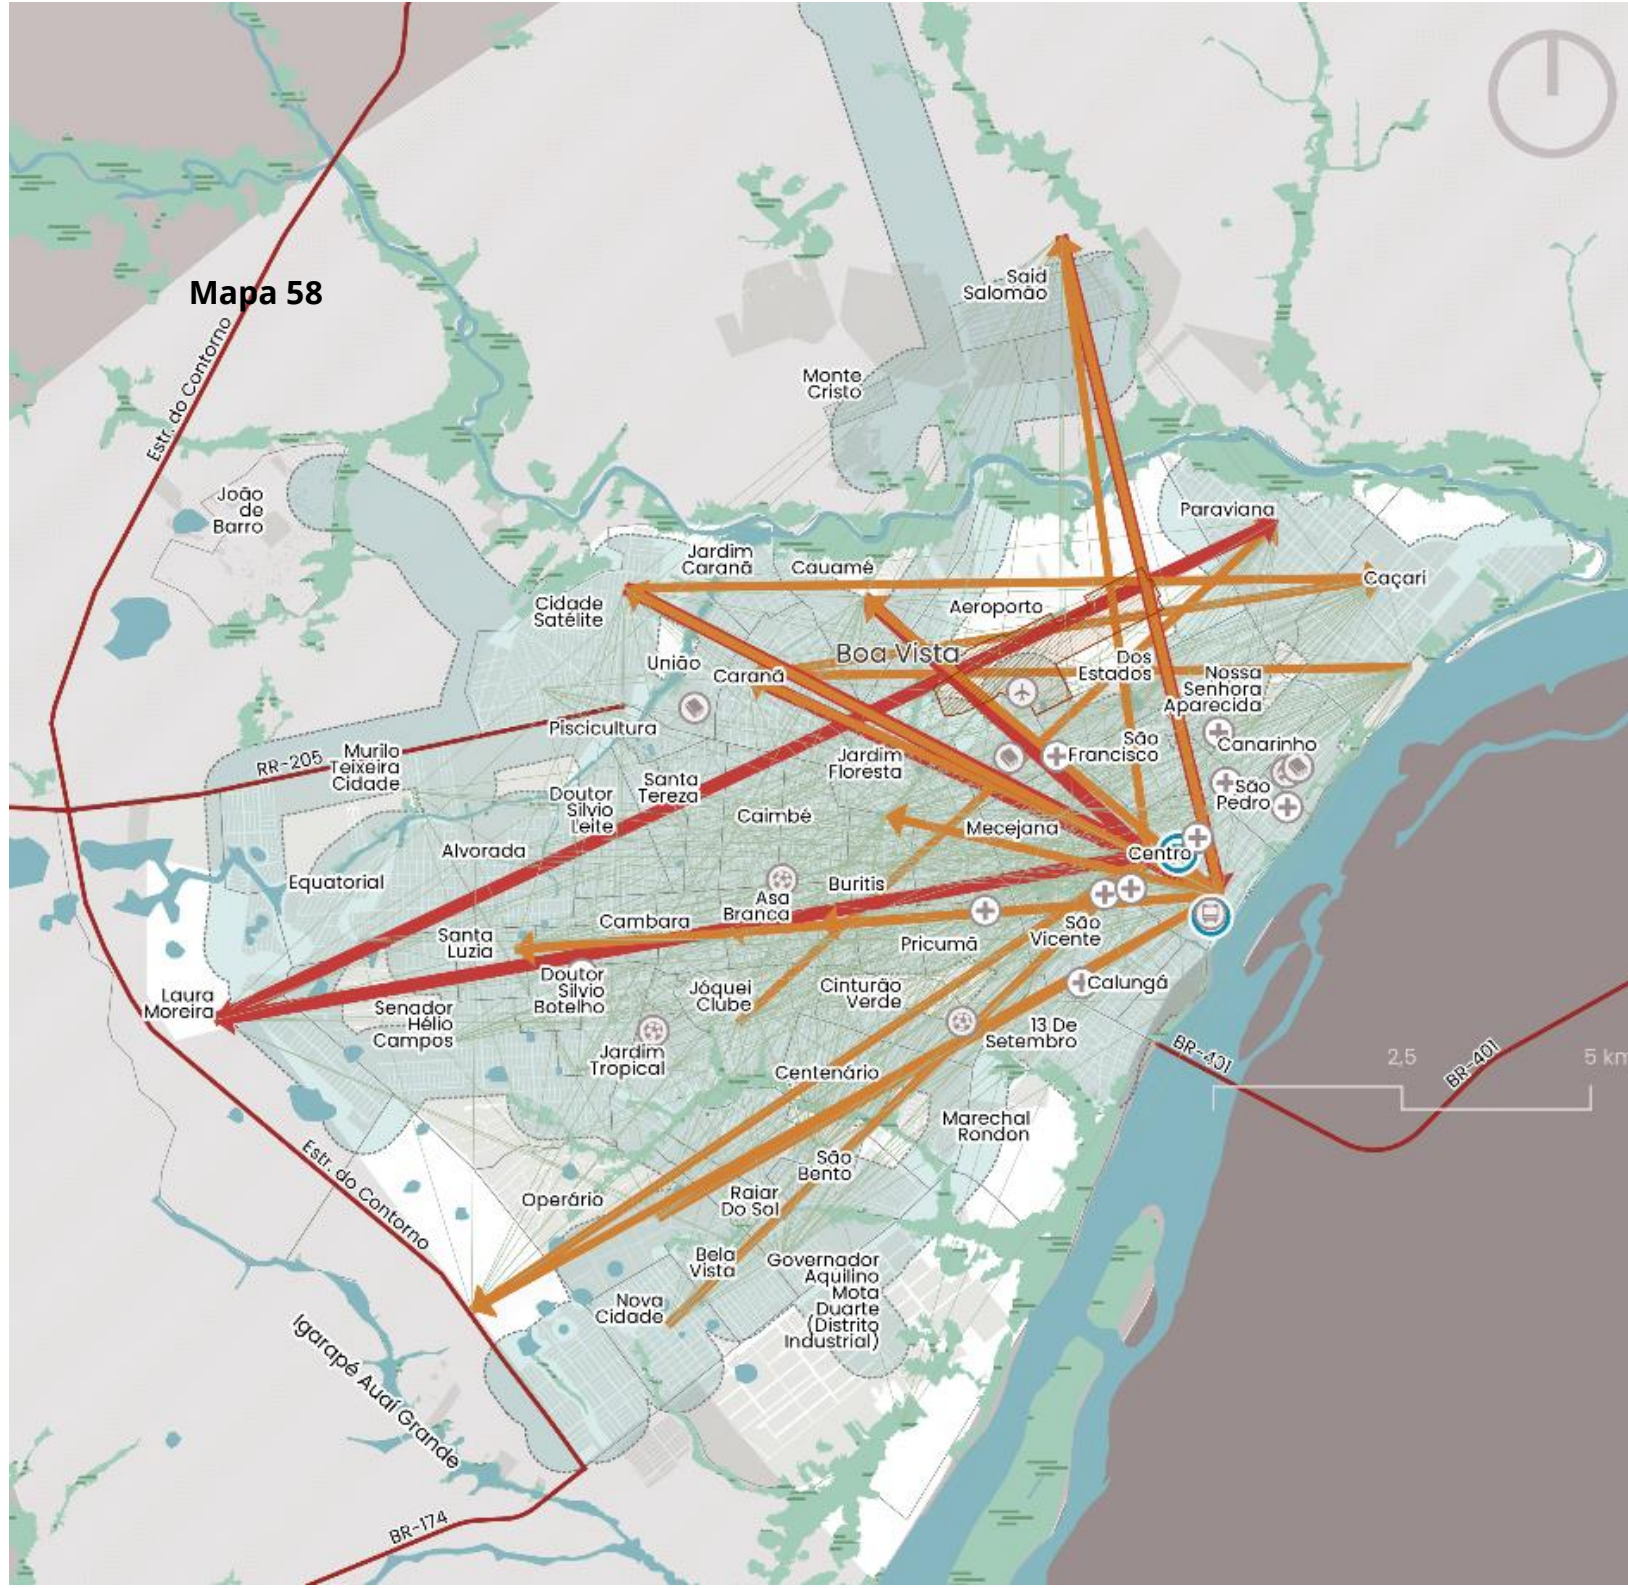 Said
Salomão
Mapa 58
Estr. do Contorno
Monte
Cristo
João
de
Barro
Paraviana
Jardim
Caranã
Cauamé
Caçari
Cidade
Satélite
Aeroporto
Boa Vista
União
Caranã
Dos
Estados
Nossa
Senhora
Aparecida
Piscicultura
RR-205
Murilo
Teixeira
Cidade
Jardim
Floresta
São
Francisco
Canarinho
Santa
Tereza
Doutor
Silvio
Leite
São
Pedro
Caimbé
Mecejana
Alvorada
Centro
Equatorial
Buritis
Asa
Branca
Cambara
Santa
Luzia
São
Vicente
Pricumã
Doutor
Silvio
Botelho
Jóquei
Clube
Cinturão
Verde
Calungá
Laura
Moreira
Senador
Hélio
Campos
13 De
Setembro
Jardim
Tropical
BR-401
BR-401
2,5
5 km
Centenário
Marechal
Rondon
Estr. do Contorno
São
Bento
Operário
Raiar
Do Sol
Bela
Vista
Governador
Aquilino
Mota
Duarte
(Distrito
Industrial)
Nova
Cidade
Igarapé Auaí Grande
BR-174